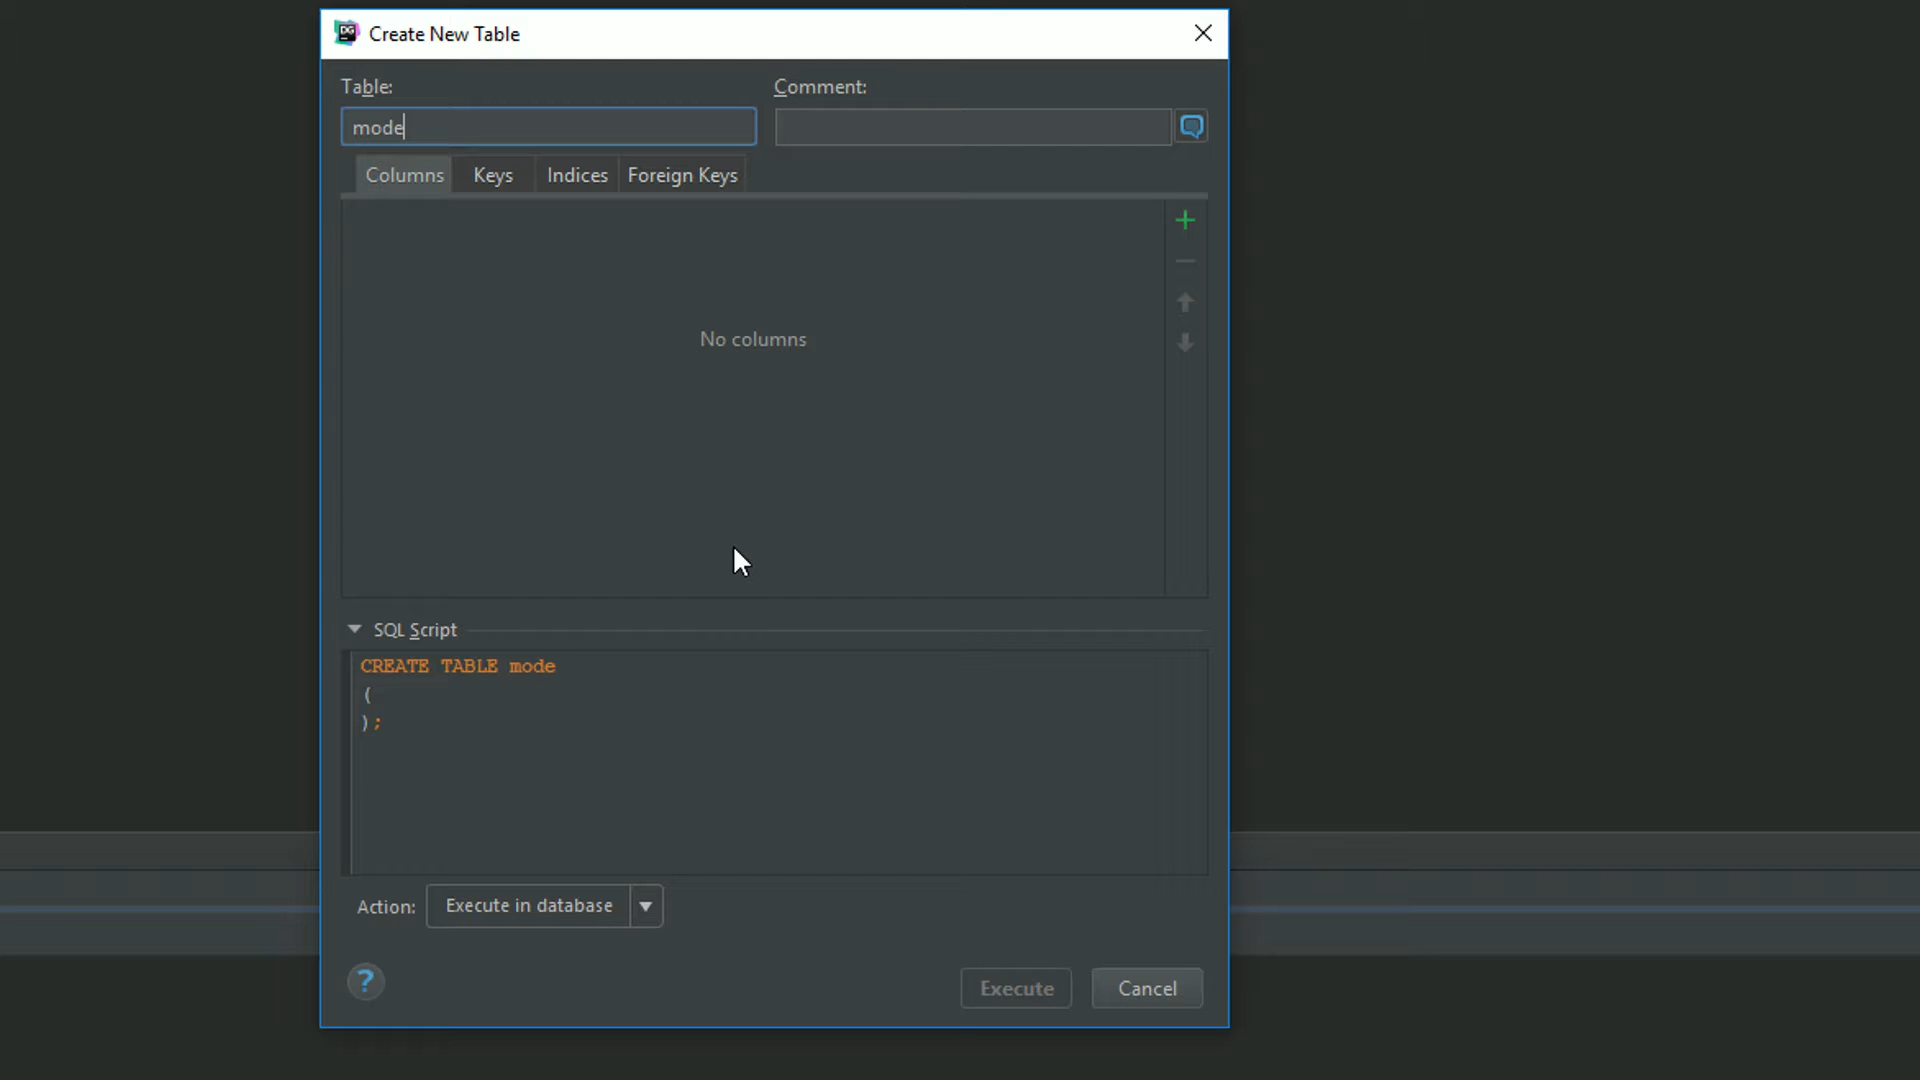 DG
Create New Table
Table:
Comment:
mode
Columns Keys Indices Foreign Keys
No columns
SQL Script
CREATE TABLE mode
(
);
Action: Execute in database
?
Execute Cancel